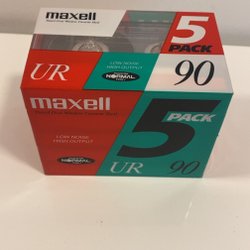 maxell
5
PACK
LOW NOISE
HIGH OUTPUT
NORMAL
UR
90
maxell
5
PACK
LOW NOISE
HIGH OUTPUT
NORMAL
UR
90